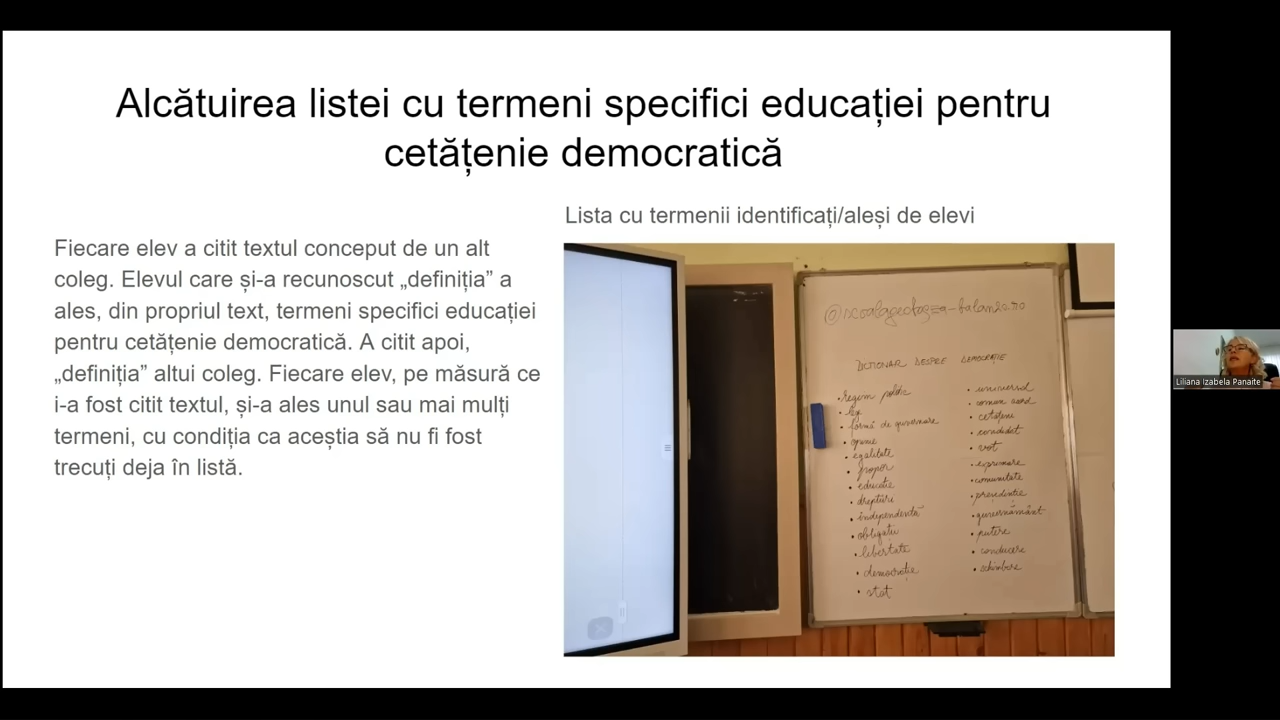 Alcătuirea listei cu termeni specifici educației pentru
cetățenie democratică
Fiecare elev a citit textul conceput de un alt
coleg. Elevul care și-a recunoscut „definiția” a
ales, din propriul text, termeni specifici educației
pentru cetățenie democratică. A citit apoi,
„definiția” altui coleg. Fiecare elev, pe măsură ce
i-a fost citit textul, și-a ales unul sau mai mulți
termeni, cu condiția ca aceștia să nu fi fost
trecuți deja în listă.
Lista cu termenii identificați/aleși de elevi
DICȚIONAR DESPRE DEMOCRAȚIE
• regim politic
• lege
• formă de guvernare
• opinie
• egalitate
• popor
• educație
• drepturi
• independență
• obligații
• libertate
• democrație
• stat
• universul
• comun acord
• cetățeni
• candidat
• vot
• exprimare
• comunitate
• președinție
• guvernământ
• putere
• conducere
• schimbare
Liliana Izabela Panaite